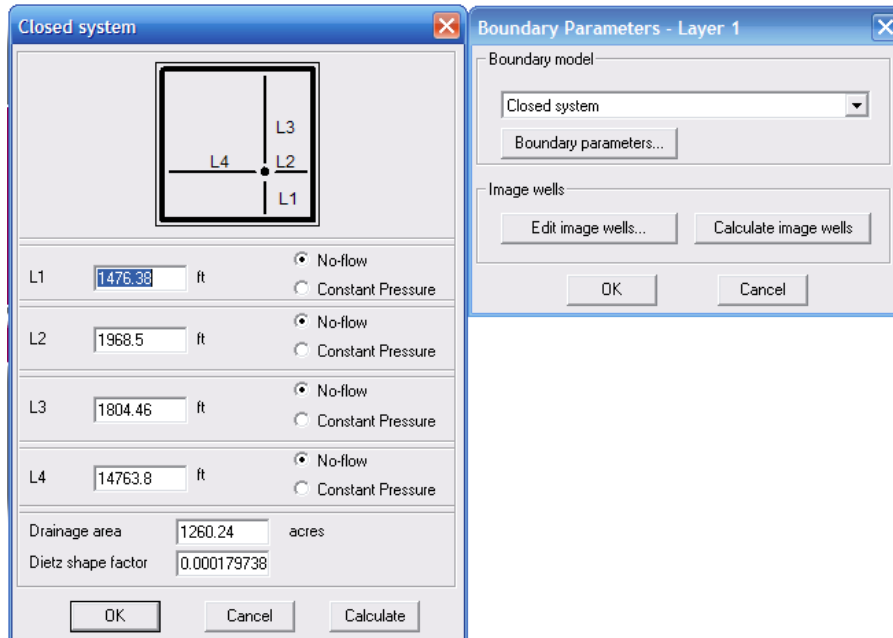 Closed system
L3
L4
L2
L1
L1 1476.38 ft
No-flow
Constant Pressure
L2 1968.5 ft
No-flow
Constant Pressure
L3 1804.46 ft
No-flow
Constant Pressure
L4 14763.8 ft
No-flow
Constant Pressure
Drainage area 1260.24 acres
Dietz shape factor 0.000179738
OK Cancel Calculate
Boundary Parameters - Layer 1
Boundary model
Closed system
Boundary parameters...
Image wells
Edit image wells... Calculate image wells
OK Cancel